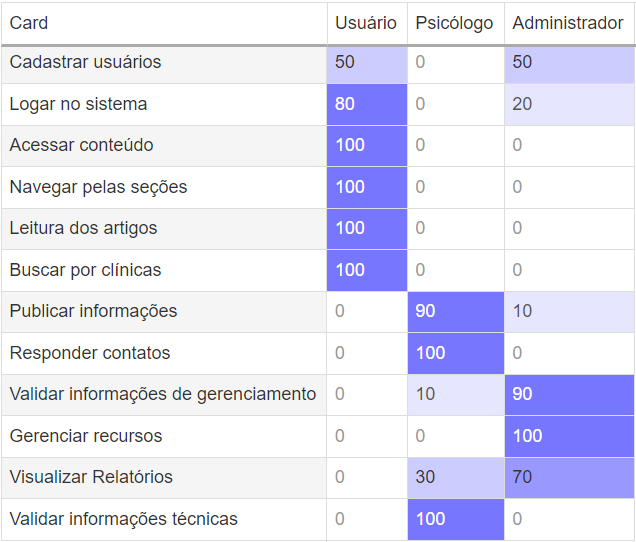 Card Usuário Psicólogo Administrador
Cadastrar usuários 50 0 50
Logar no sistema 80 0 20
Acessar conteúdo 100 0 0
Navegar pelas seções 100 0 0
Leitura dos artigos 100 0 0
Buscar por clínicas 100 0 0
Publicar informações 0 90 10
Responder contatos 0 100 0
Validar informações de gerenciamento 0 10 90
Gerenciar recursos 0 0 100
Visualizar Relatórios 0 30 70
Validar informações técnicas 0 100 0